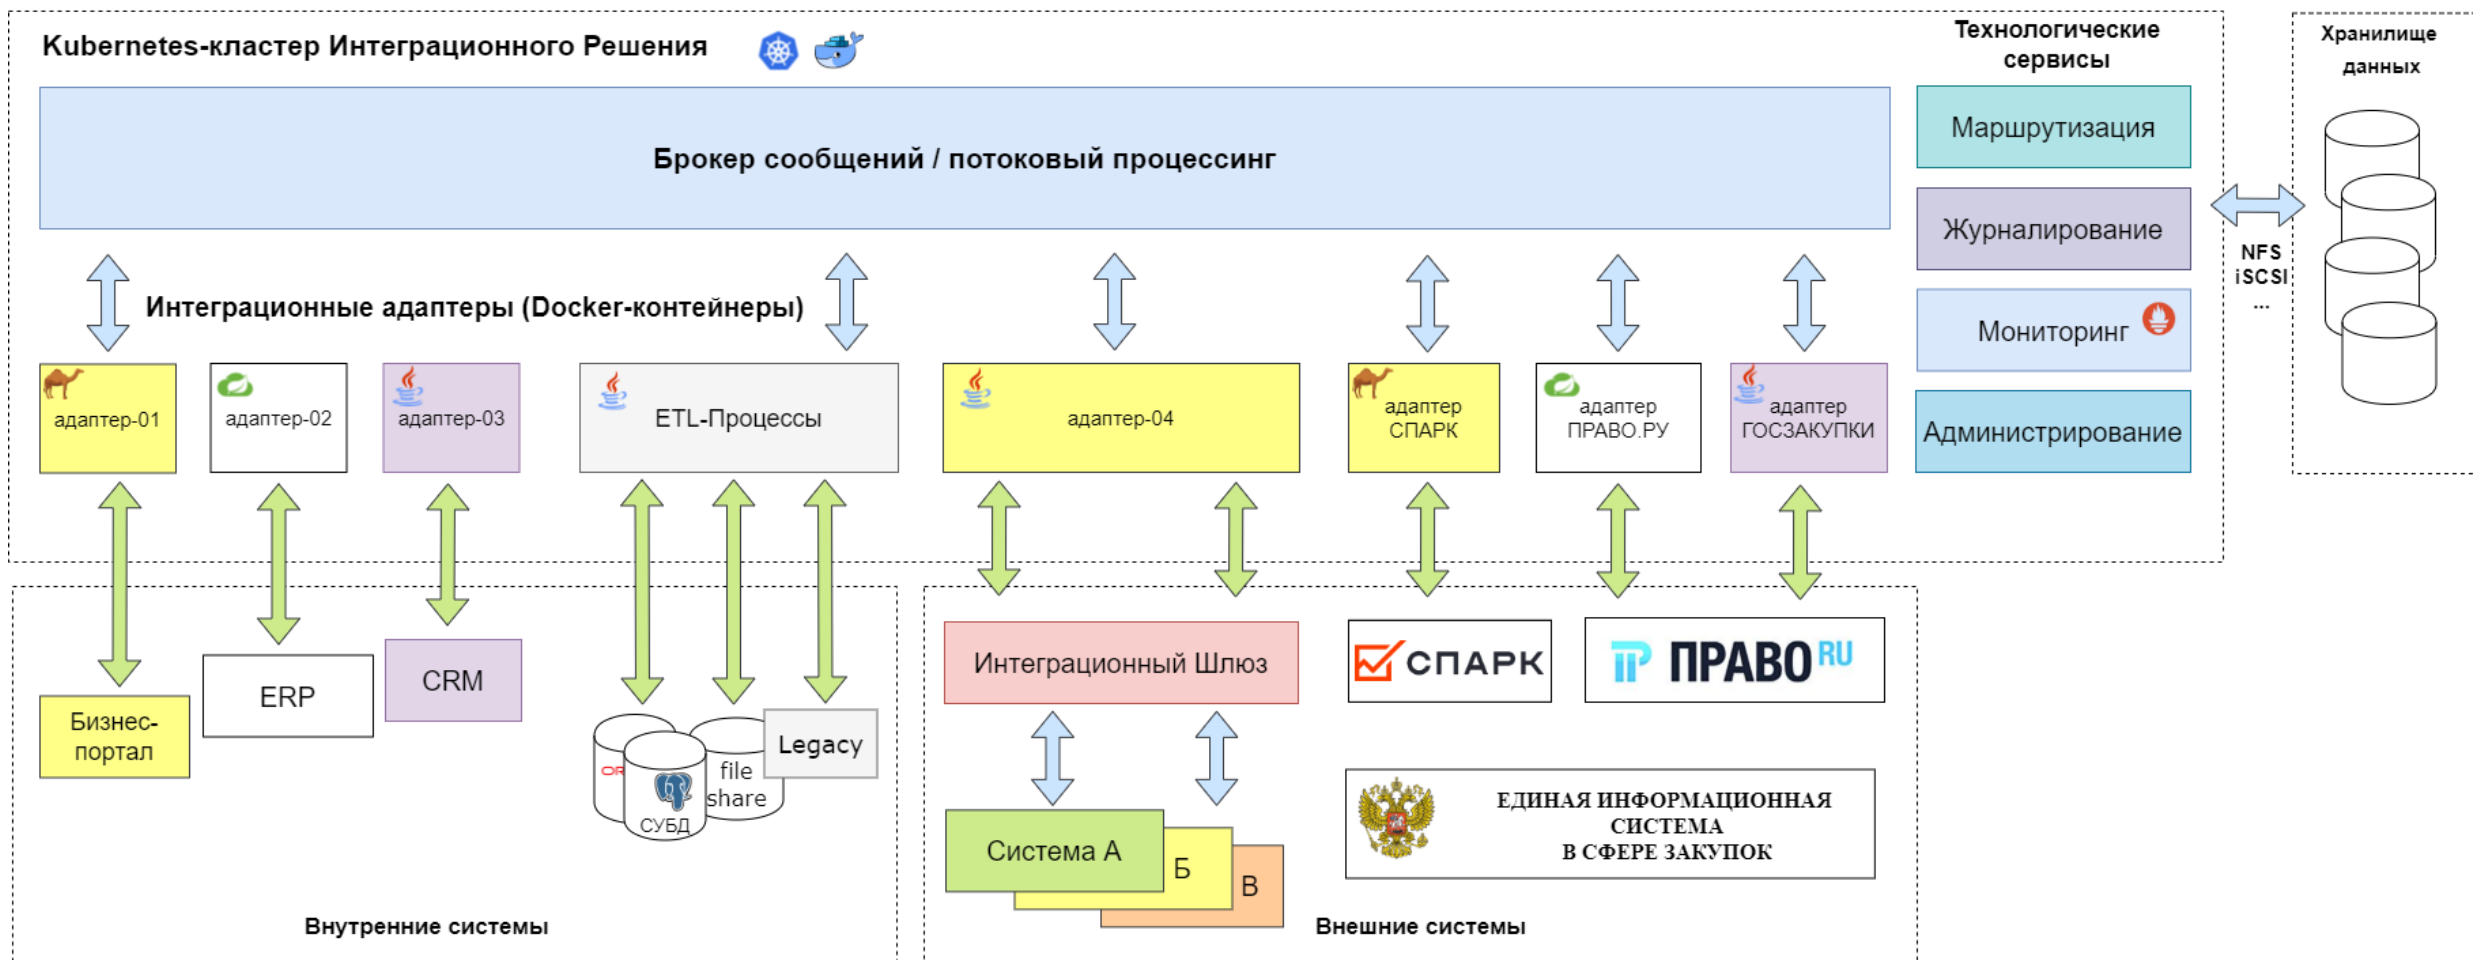 Kubernetes-кластер Интеграционного Решения
Технологические
сервисы
Хранилище
данных
Брокер сообщений / потоковый процессинг
Маршрутизация
Журналирование
Мониторинг
Администрирование
NFS
iSCSI
...
Интеграционные адаптеры (Docker-контейнеры)
адаптер-01
адаптер-02
адаптер-03
ETL-Процессы
адаптер-04
адаптер
СПАРК
адаптер
ПРАВО.РУ
адаптер
ГОСЗАКУПКИ
Бизнес-
портал
ERP
CRM
OR
СУБД
file
share
Legacy
Внутренние системы
Интеграционный Шлюз
СПАРК
ПРАВО RU
Система А
Б
В
ЕДИНАЯ ИНФОРМАЦИОННАЯ
СИСТЕМА
В СФЕРЕ ЗАКУПОК
Внешние системы